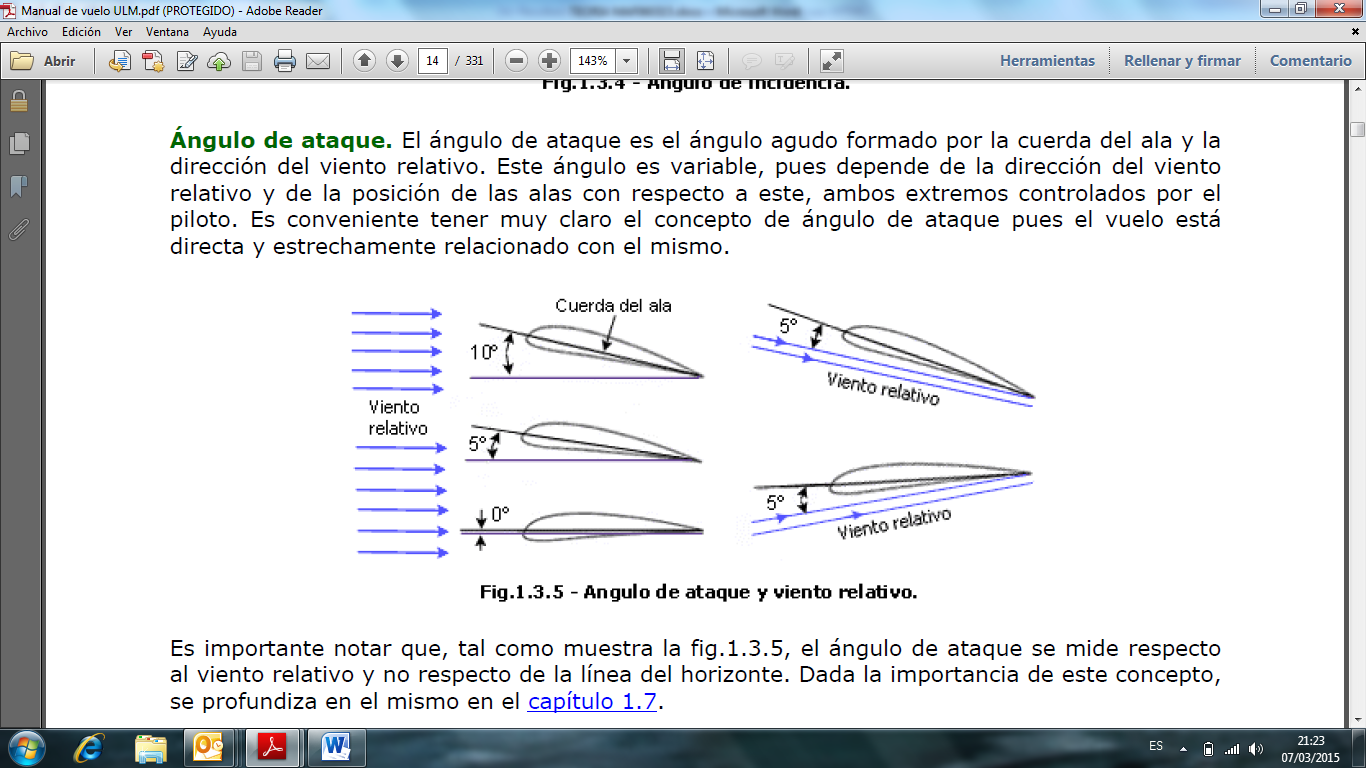 Manual de vuelo ULM.pdf (PROTEGIDO) - Adobe Reader
Archivo Edición Ver Ventana Ayuda
Abrir 14 / 331 143% Herramientas Rellenar y firmar Comentario
Fig.1.3.4 - Angulo de incidencia.
Ángulo de ataque. El ángulo de ataque es el ángulo agudo formado por la cuerda del ala y la
dirección del viento relativo. Este ángulo es variable, pues depende de la dirección del viento
relativo y de la posición de las alas con respecto a este, ambos extremos controlados por el
piloto. Es conveniente tener muy claro el concepto de ángulo de ataque pues el vuelo está
directa y estrechamente relacionado con el mismo.
Cuerda del ala
10º
Viento
relativo
5º
0º
5º
Viento relativo
5º
Viento relativo
Fig.1.3.5 - Angulo de ataque y viento relativo.
Es importante notar que, tal como muestra la fig.1.3.5, el ángulo de ataque se mide respecto
al viento relativo y no respecto de la línea del horizonte. Dada la importancia de este concepto,
se profundiza en el mismo en el capítulo 1.7.
ES
21:23
07/03/2015